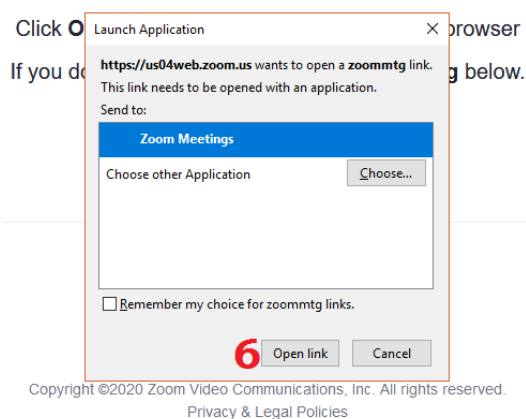 Click O
Launch Application
browser
https://us04web.zoom.us wants to open a zoommtg link.
If you do
g below.
This link needs to be opened with an application.
Send to:
Zoom Meetings
Choose other Application
Choose...
Remember my choice for zoommtg links.
6
Open link
Cancel
Copyright ©2020 Zoom Video Communications, Inc. All rights reserved.
Privacy & Legal Policies